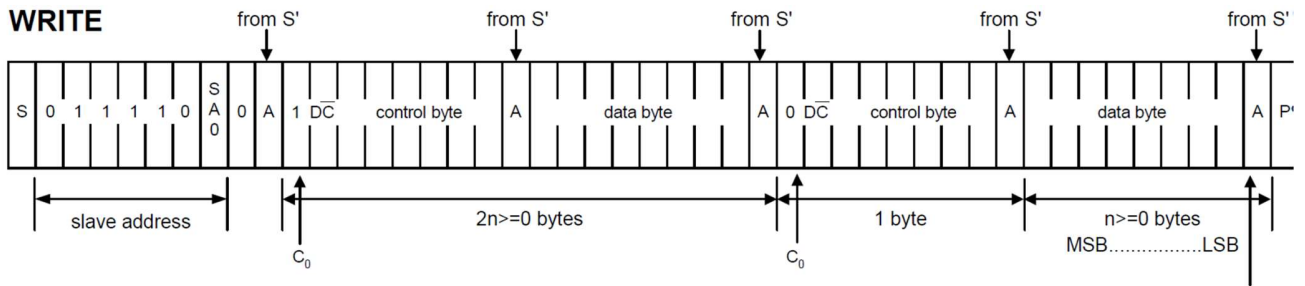 WRITE
from S' from S' from S' from S' from S'
S 0 1 1 1 1 0 SA0 0 A 1 DC control byte A data byte A 0 DC control byte A data byte A P'
slave address 2n>=0 bytes 1 byte n>=0 bytes
MSB.................LSB
C0 C0